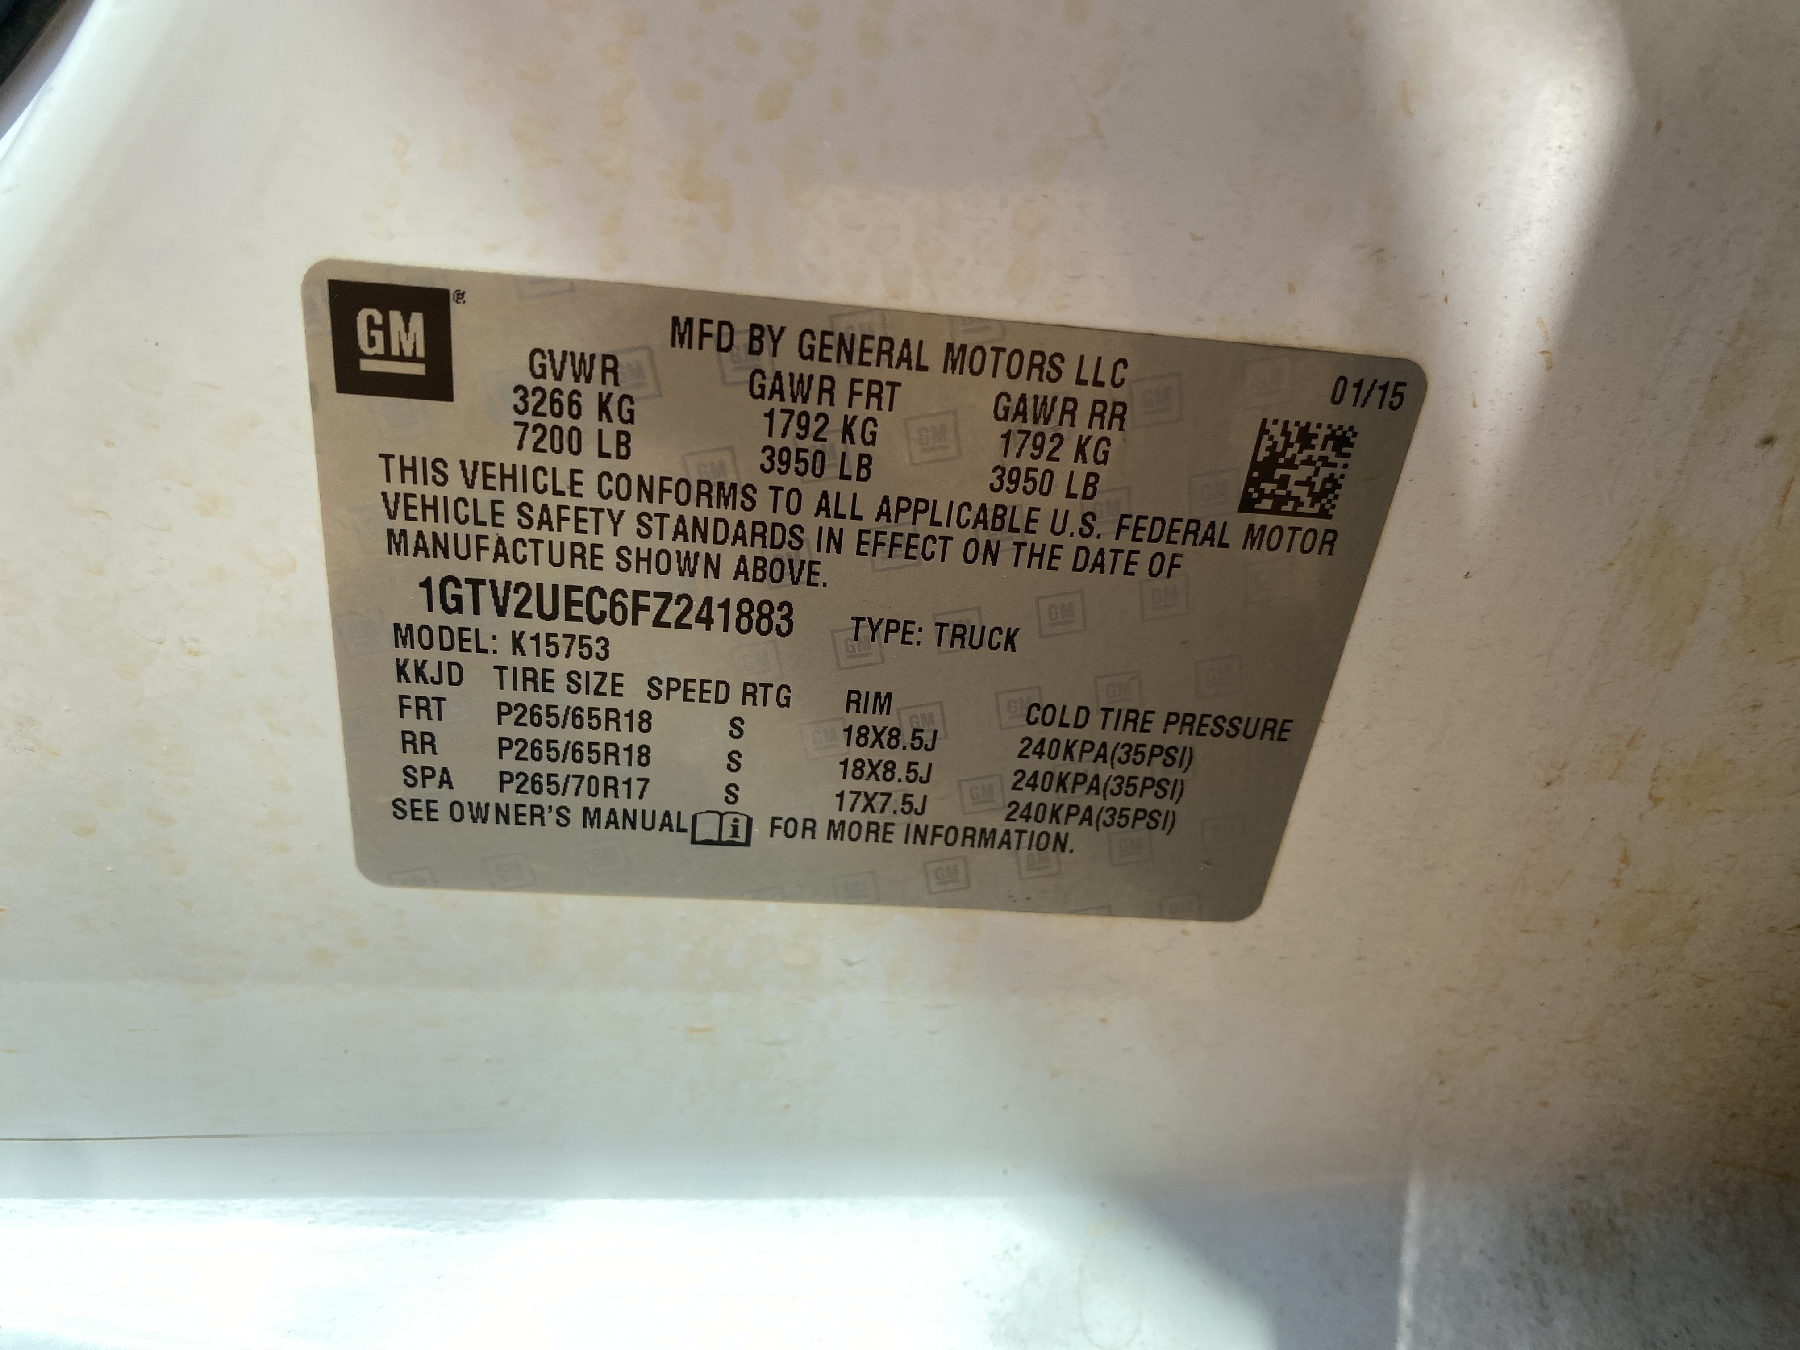 GM ®
MFD BY GENERAL MOTORS LLC
01/15
GVWR GAWR FRT GAWR RR
3266 KG 1792 KG 1792 KG
7200 LB 3950 LB 3950 LB
THIS VEHICLE CONFORMS TO ALL APPLICABLE U.S. FEDERAL MOTOR
VEHICLE SAFETY STANDARDS IN EFFECT ON THE DATE OF
MANUFACTURE SHOWN ABOVE.
1GTV2UEC6FZ241883 TYPE: TRUCK
MODEL: K15753
KKJD TIRE SIZE SPEED RTG RIM COLD TIRE PRESSURE
FRT P265/65R18 S 18X8.5J 240KPA(35PSI)
RR P265/65R18 S 18X8.5J 240KPA(35PSI)
SPA P265/70R17 S 17X7.5J 240KPA(35PSI)
SEE OWNER'S MANUAL i FOR MORE INFORMATION.